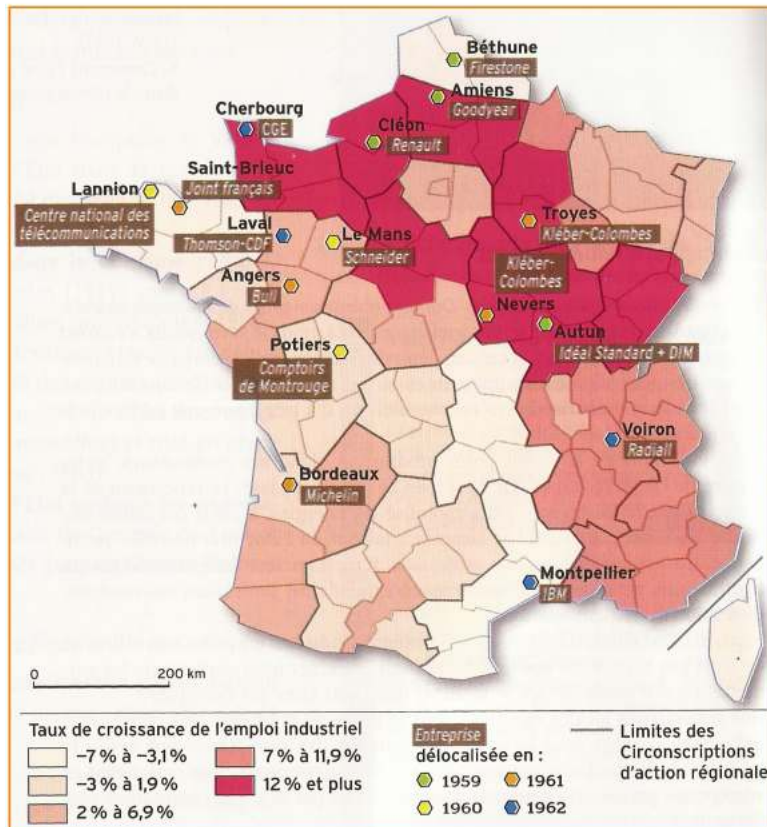 Béthune
Firestone
Amiens
Goodyear
Cherbourg
CGE
Cléon
Renault
Saint-Brieuc
Joint français
Lannion
Centre national des
télécommunications
Laval
Thomson-CDF
Le Mans
Schneider
Troyes
Kléber-Colombes
Angers
Bull
Kléber-
Colombes
Nevers
Autun
Idéal Standard + DIM
Potiers
Comptoirs
de Montrouge
Voiron
Radiall
Bordeaux
Michelin
Montpellier
IBM
0 200 km
Taux de croissance de l'emploi industriel
–7 % à –3,1 %
–3 % à 1,9 %
2 % à 6,9 %
7 % à 11,9 %
12 % et plus
Entreprise
délocalisée en :
1959
1960
1961
1962
Limites des
Circonscriptions
d'action régionale